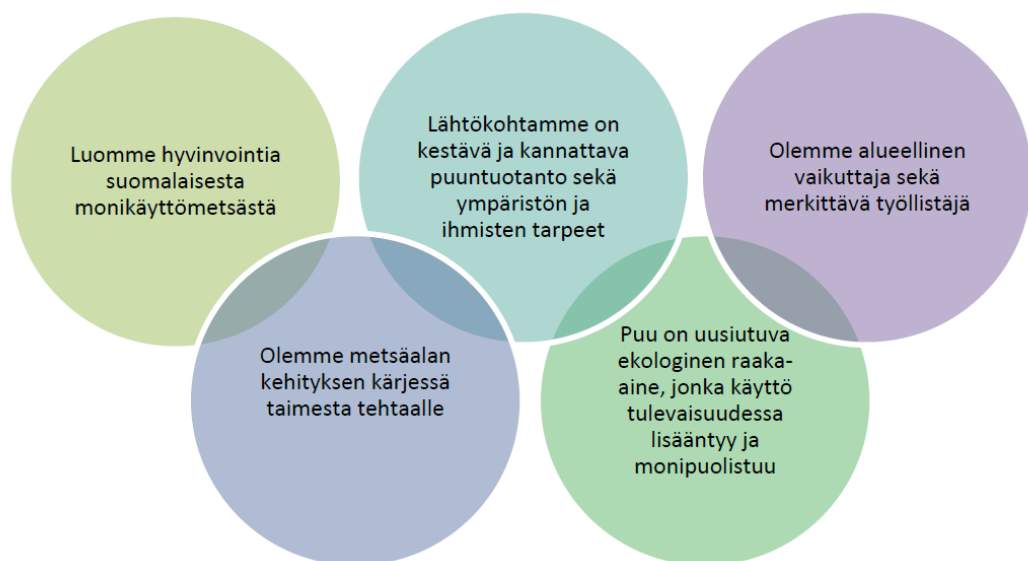 Luomme hyvinvointia
suomalaisesta
monikäyttömetsästä
Lähtökohtamme on
kestävä ja kannattava
puuntuotanto sekä
ympäristön ja
ihmisten tarpeet
Olemme alueellinen
vaikuttaja sekä
merkittävä työllistäjä
Olemme metsäalan
kehityksen kärjessä
taimesta tehtaalle
Puu on uusiutuva
ekologinen raaka-
aine, jonka käyttö
tulevaisuudessa
lisääntyy ja
monipuolistuu